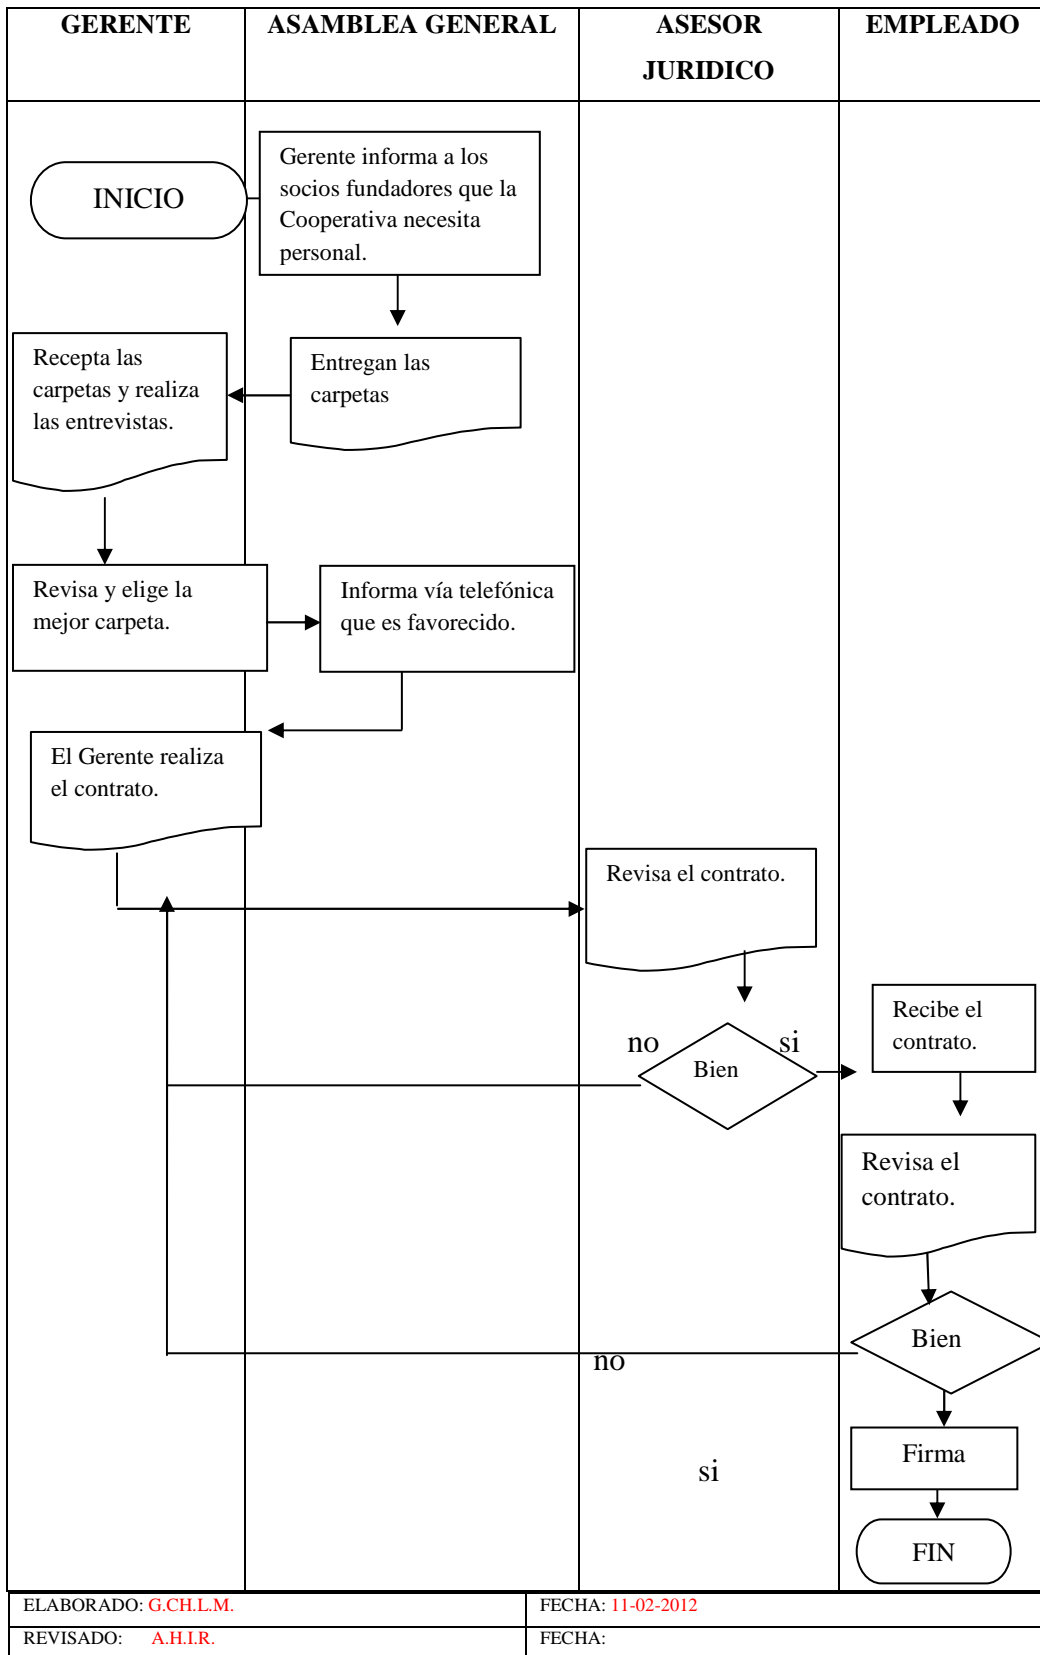 GERENTE
ASAMBLEA GENERAL
ASESOR
JURIDICO
EMPLEADO
INICIO
Gerente informa a los
socios fundadores que la
Cooperativa necesita
personal.
Recepta las
carpetas y realiza
las entrevistas.
Entregan las
carpetas
Revisa y elige la
mejor carpeta.
Informa vía telefónica
que es favorecido.
El Gerente realiza
el contrato.
Revisa el contrato.
no
si
Bien
Recibe el
contrato.
Revisa el
contrato.
Bien
no
Firma
si
FIN
ELABORADO: G.CH.L.M.
FECHA: 11-02-2012
REVISADO: A.H.I.R.
FECHA: